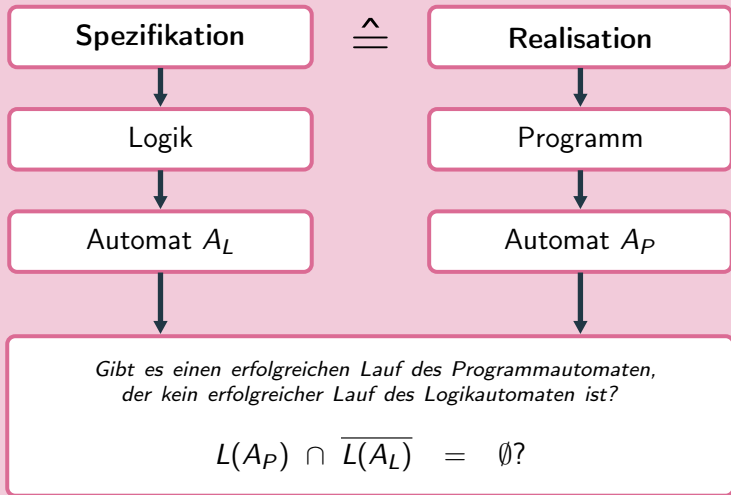 Spezifikation ≙ Realisation
Logik Programm
Automat A_L Automat A_P
Gibt es einen erfolgreichen Lauf des Programmautomaten,
der kein erfolgreicher Lauf des Logikautomaten ist?
L(A_P) ∩ \overline{L(A_L)} = ∅?